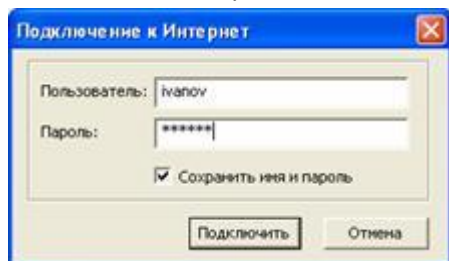 Подключение к Интернет
Пользователь: ivanov
Пароль: ******
Сохранить имя и пароль
Подключить Отмена